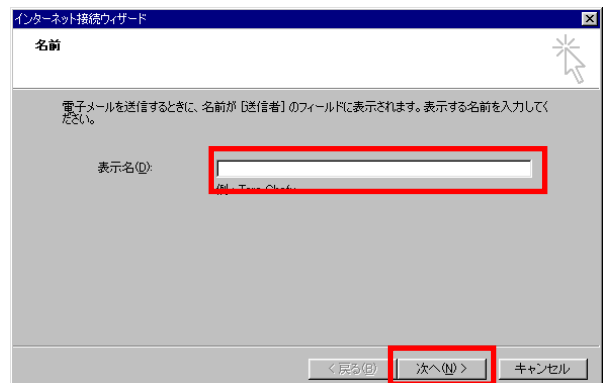 インターネット接続ウィザード
名前
電子メールを送信するときに、名前が [送信者] のフィールドに表示されます。表示する名前を入力してく
ださい。
表示名(D):
例 : Taro Chofu
< 戻る(B)
次へ(N) >
キャンセル